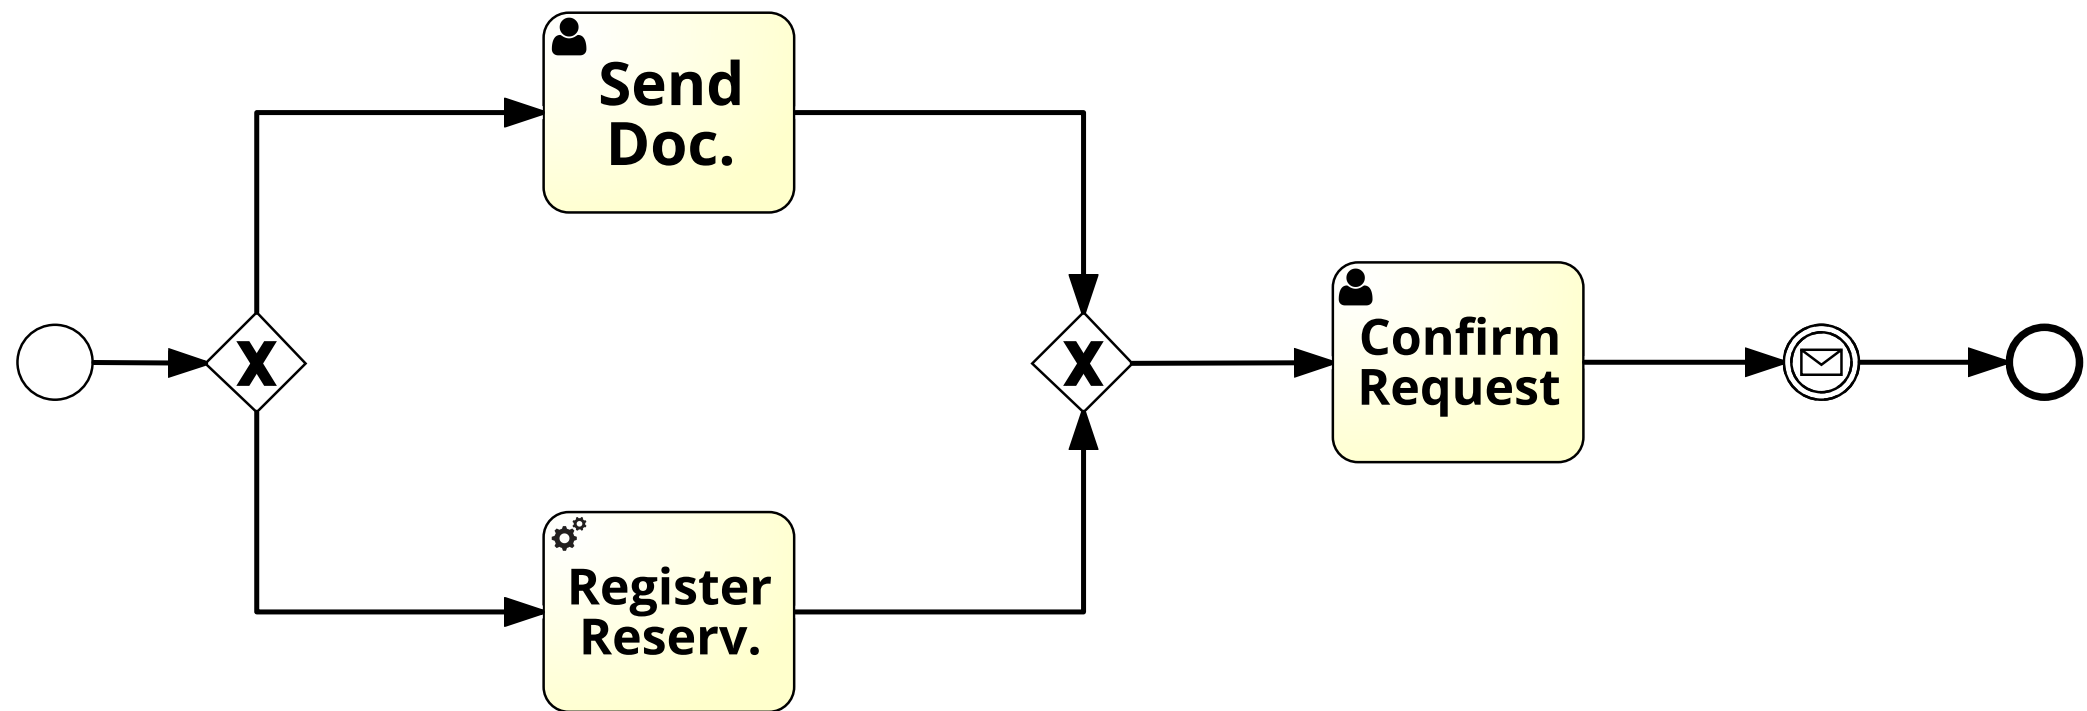 Send
Doc.
X
X
Confirm
Request
Register
Reserv.